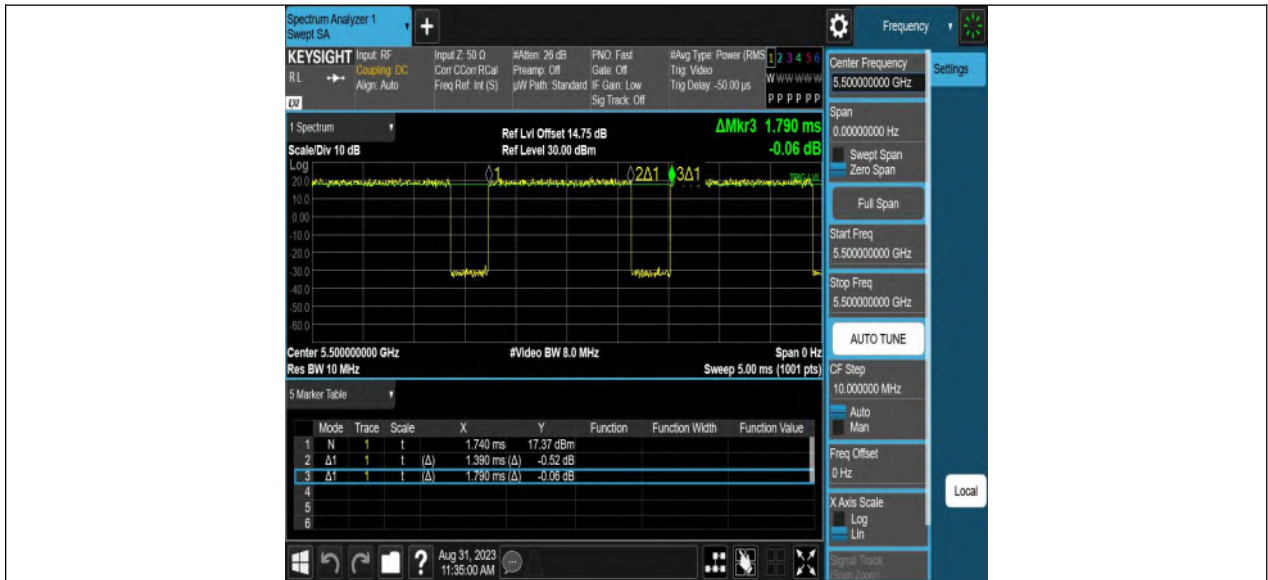 Spectrum Analyzer 1
Swept SA
+
Frequency
KEYSIGHT
RL
LXI
Input: RF
Coupling: DC
Align: Auto
Input Z: 50 Ω
Corr CCorr RCal
Freq Ref: Int (S)
#Atten: 26 dB
Preamp: Off
µW Path: Standard
PNO: Fast
Gate: Off
IF Gain: Low
Sig Track: Off
#Avg Type: Power (RMS
Trig: Video
Trig Delay: -50.00 µs
1 2 3 4 5 6
W W W W W W
P P P P P P
1 Spectrum
Scale/Div 10 dB
Ref Lvl Offset 14.75 dB
Ref Level 30.00 dBm
ΔMkr3 1.790 ms
-0.06 dB
Log
20.0
10.0
0.00
-10.0
-20.0
-30.0
-40.0
-50.0
-60.0
1
2Δ1
3Δ1
TRIG LVL
Center 5.500000000 GHz
#Video BW 8.0 MHz
Span 0 Hz
Res BW 10 MHz
Sweep 5.00 ms (1001 pts)
5 Marker Table
Mode Trace Scale X Y Function Function Width Function Value
1 N 1 t 1.740 ms 17.37 dBm
2 Δ1 1 t (Δ) 1.390 ms (Δ) -0.52 dB
3 Δ1 1 t (Δ) 1.790 ms (Δ) -0.06 dB
4
5
6
?
Aug 31, 2023
11:35:00 AM
Center Frequency
5.500000000 GHz
Settings
Span
0.00000000 Hz
Swept Span
Zero Span
Full Span
Start Freq
5.500000000 GHz
Stop Freq
5.500000000 GHz
AUTO TUNE
CF Step
10.000000 MHz
Auto
Man
Freq Offset
0 Hz
X Axis Scale
Log
Lin
Signal Track
(Span Zoom)
Local